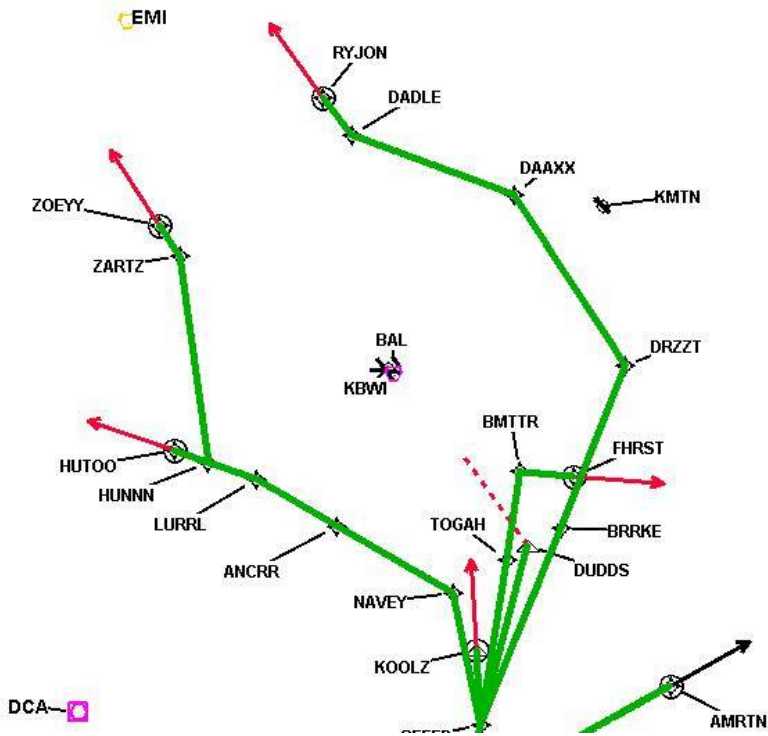 EMI
RYJON
DADLE
DAAXX
KMTN
ZOEYY
ZARTZ
BAL
KBWI
DRZZT
BMTTR
FHRST
HUTOO
HUNNN
LURRL
TOGAH
BRRKE
ANCRR
DUDDS
NAVEY
KOOLZ
DCA
AMRTN